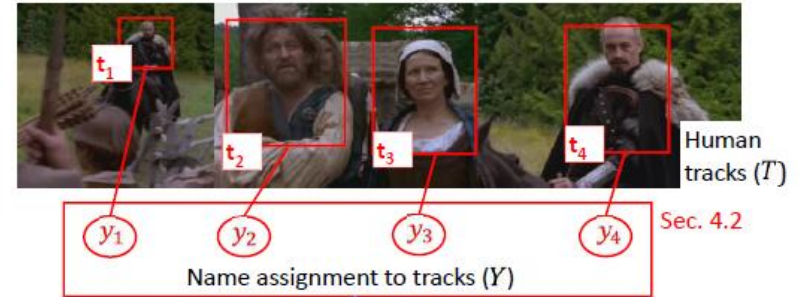 t1
t2
t3
t4
Human
tracks (T)
y1 y2 y3 y4
Sec. 4.2
Name assignment to tracks (Y)